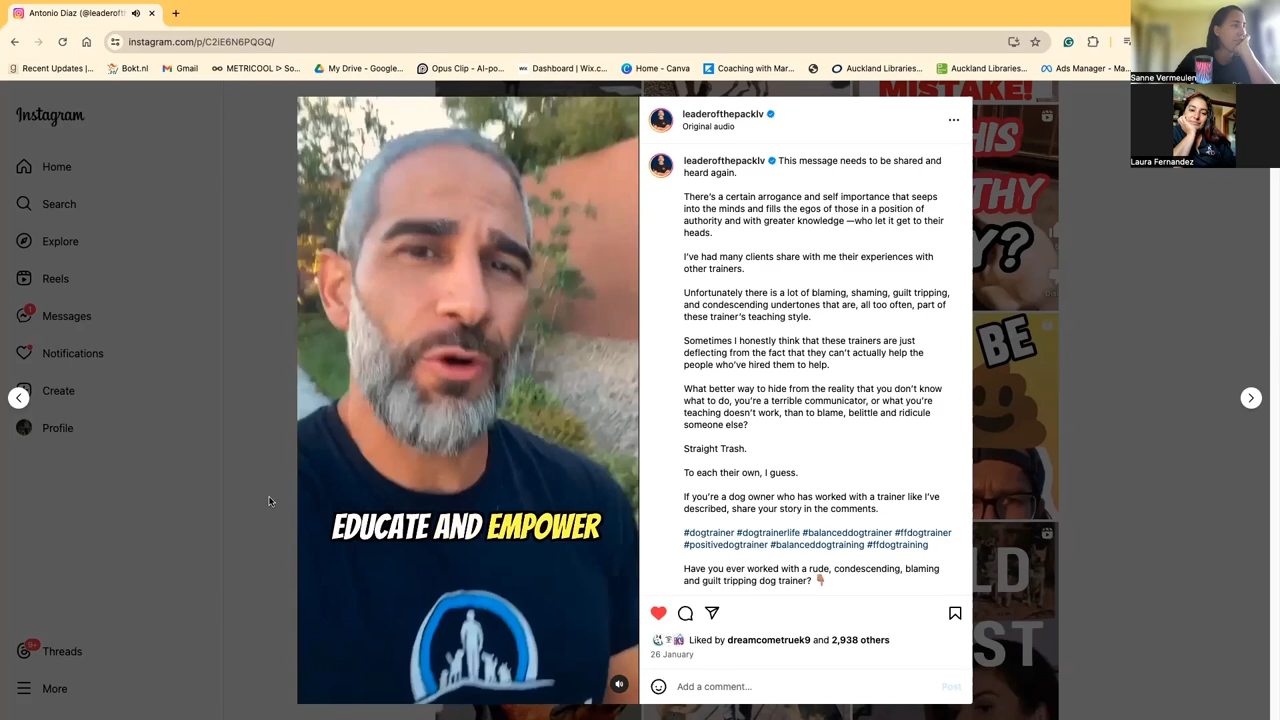 Antonio Diaz (@leaderoft
instagram.com/p/C2iE6N6PQGQ/
Recent Updates |...
Bokt.nl
Gmail
METRICOOL ▷ So...
My Drive - Google...
Opus Clip - AI-po...
Dashboard | Wix.c...
Home - Canva
Coaching with Mar...
Auckland Libraries...
Auckland Libraries...
Ads Manager - Ma...
Sanne Vermeulen
Laura Fernandez
Instagram
Home
Search
Explore
Reels
1
Messages
Notifications
Create
Profile
9+
Threads
More
MISTAKE!
THIS
THY
Y?
BE
LD
ST
EDUCATE AND EMPOWER
leaderofthepacklv
Original audio
leaderofthepacklv This message needs to be shared and
heard again.
There's a certain arrogance and self importance that seeps
into the minds and fills the egos of those in a position of
authority and with greater knowledge —who let it get to their
heads.
I've had many clients share with me their experiences with
other trainers.
Unfortunately there is a lot of blaming, shaming, guilt tripping,
and condescending undertones that are, all too often, part of
these trainer's teaching style.
Sometimes I honestly think that these trainers are just
deflecting from the fact that they can't actually help the
people who've hired them to help.
What better way to hide from the reality that you don't know
what to do, you're a terrible communicator, or what you're
teaching doesn't work, than to blame, belittle and ridicule
someone else?
Straight Trash.
To each their own, I guess.
If you're a dog owner who has worked with a trainer like I've
described, share your story in the comments.
#dogtrainer #dogtrainerlife #balanceddogtrainer #ffdogtrainer
#positivedogtrainer #balanceddogtraining #ffdogtraining
Have you ever worked with a rude, condescending, blaming
and guilt tripping dog trainer? 👇🏽
Liked by dreamcometruek9 and 2,938 others
26 January
Add a comment...
Post